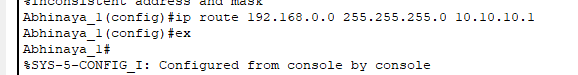 %Inconsistent address and mask
Abhinaya_1(config)#ip route 192.168.0.0 255.255.255.0 10.10.10.1
Abhinaya_1(config)#ex
Abhinaya_1#
%SYS-5-CONFIG_I: Configured from console by console